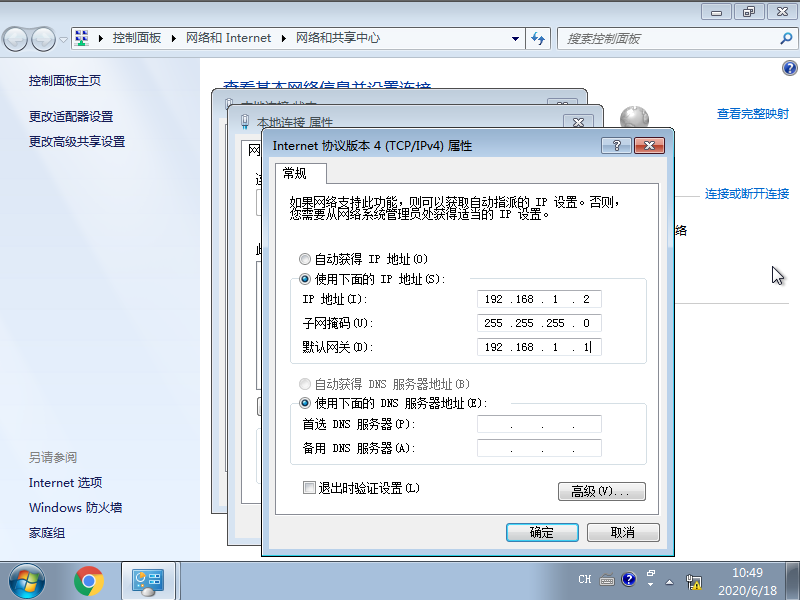 控制面板 网络和 Internet 网络和共享中心
搜索控制面板
控制面板主页
更改适配器设置
更改高级共享设置
查看基本网络信息并设置连接
查看完整映射
连接或断开连接
络
本地连接 状态
本地连接 属性
网
Internet 协议版本 4 (TCP/IPv4) 属性
常规
如果网络支持此功能，则可以获取自动指派的 IP 设置。否则，
您需要从网络系统管理员处获得适当的 IP 设置。
自动获得 IP 地址(O)
使用下面的 IP 地址(S):
IP 地址(I): 192 .168 . 1 . 2
子网掩码(U): 255 .255 .255 . 0
默认网关(D): 192 .168 . 1 . 1
自动获得 DNS 服务器地址(B)
使用下面的 DNS 服务器地址(E):
首选 DNS 服务器(P): . . .
备用 DNS 服务器(A): . . .
退出时验证设置(L)
高级(V)...
确定 取消
另请参阅
Internet 选项
Windows 防火墙
家庭组
CH
10:49
2020/6/18